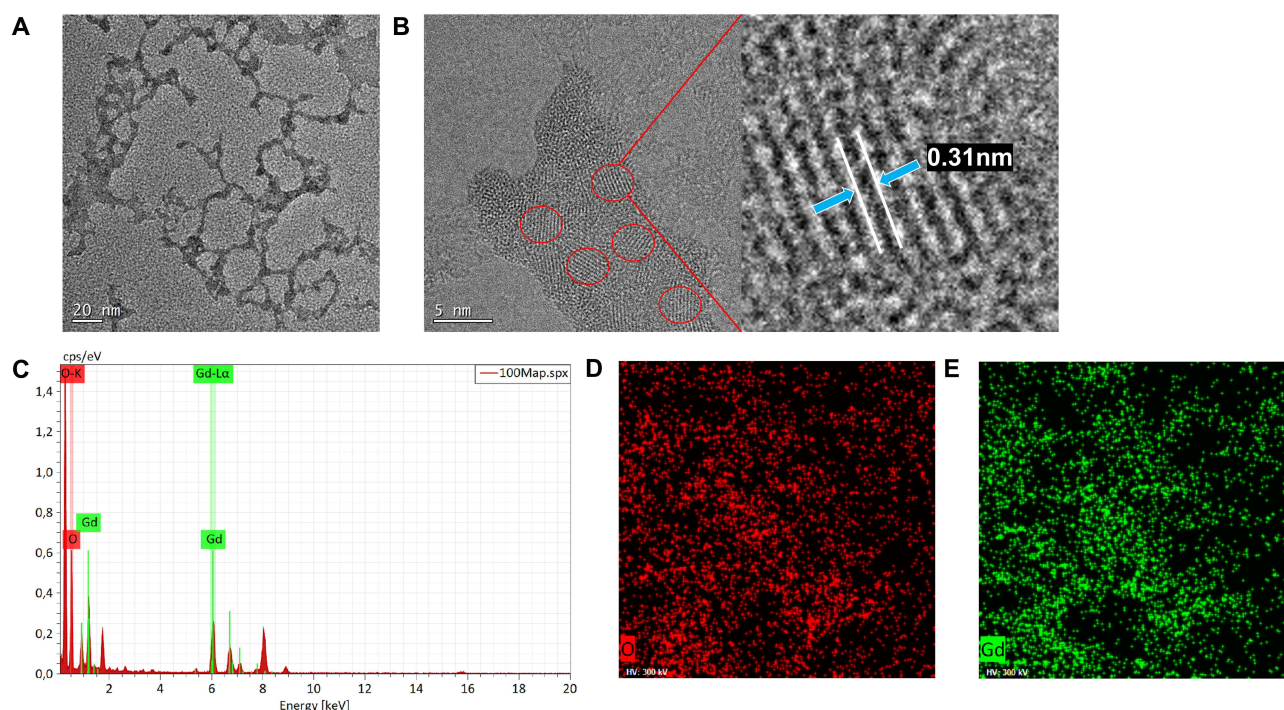 A
20 nm
B
5 nm
0.31nm
C
cps/eV
O-K
Gd-Lα
100Map.spx
1,4
1,2
1,0
0,8
0,6
0,4
0,2
0,0
Gd
O
Gd
2 4 6 8 10 12 14 16 18 20
Energy [keV]
D
O
HV: 300 kV
E
Gd
HV: 300 kV